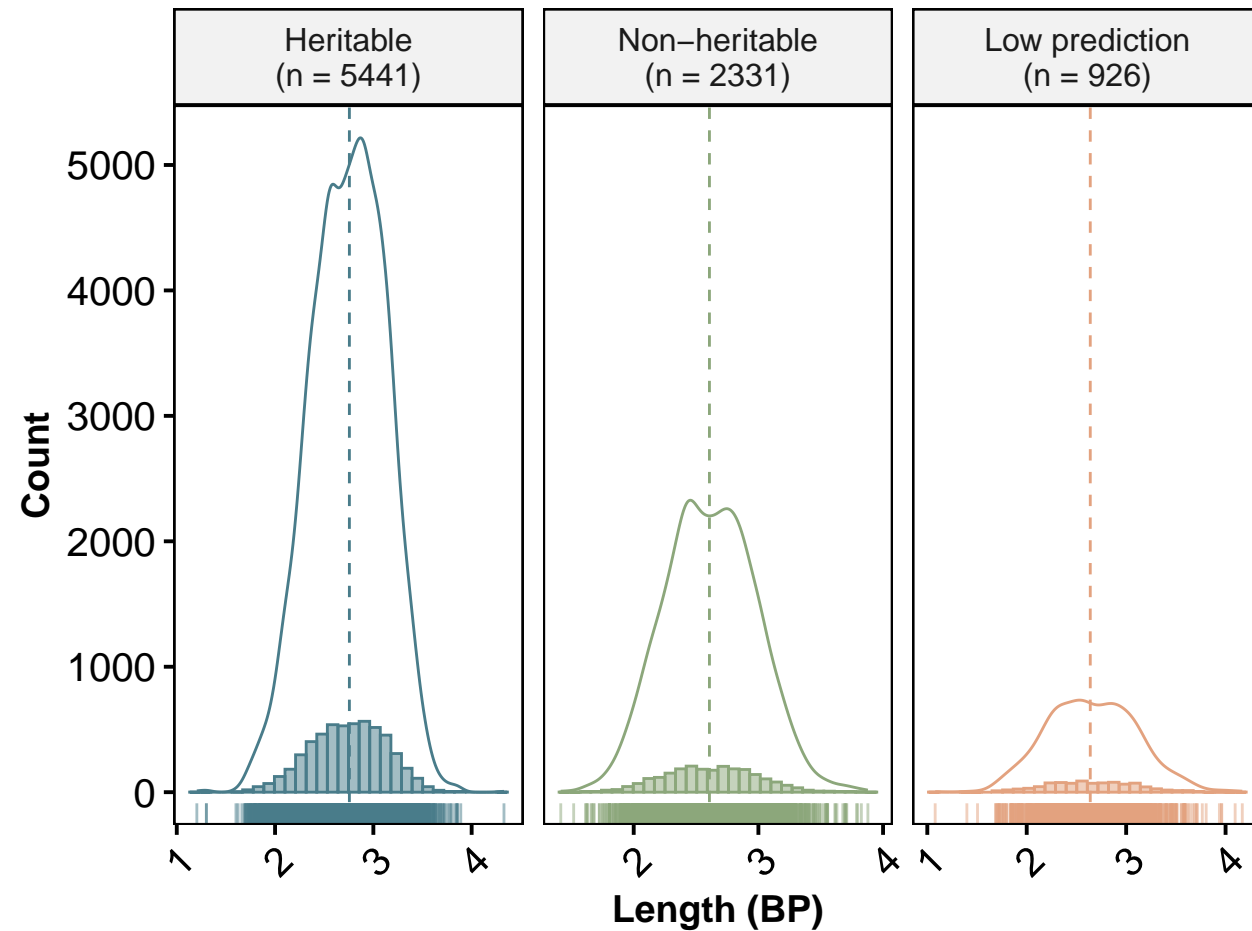 Heritable
(n = 5441)
Non−heritable
(n = 2331)
Low prediction
(n = 926)
5000
4000
3000
2000
1000
0
Count
1 2 3 4
2 3 4
1 2 3 4
Length (BP)